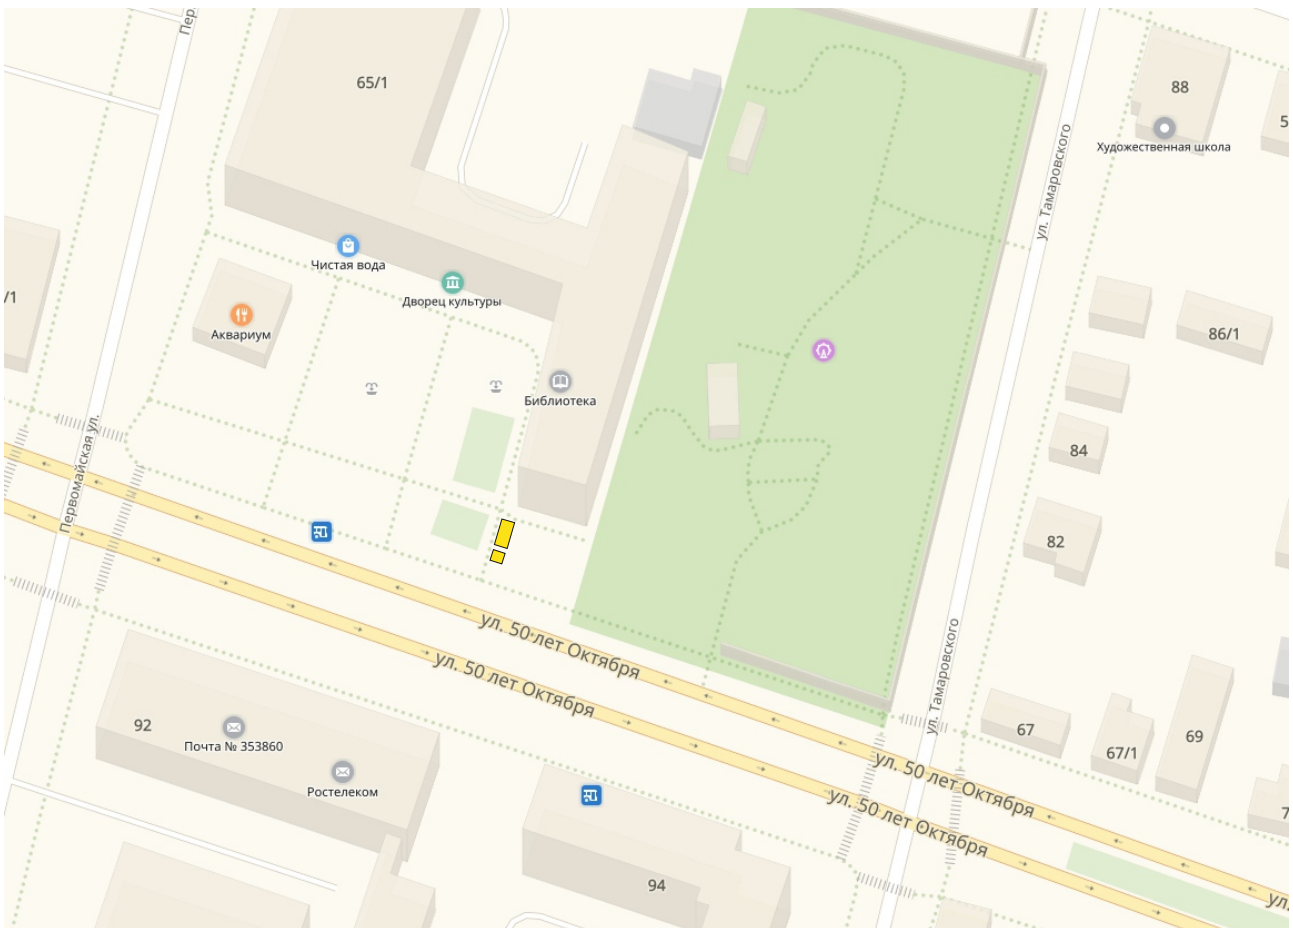 Пер
65/1
88
5
Художественная школа
ул. Тамаровского
Чистая вода
Дворец культуры
/1
Аквариум
86/1
Библиотека
84
Первомайская ул.
82
ул. 50 лет Октября
ул. 50 лет Октября
ул. Тамаровского
92
Почта № 353860
67
69
67/1
Ростелеком
ул. 50 лет Октября
ул. 50 лет Октября
7
94
ул.